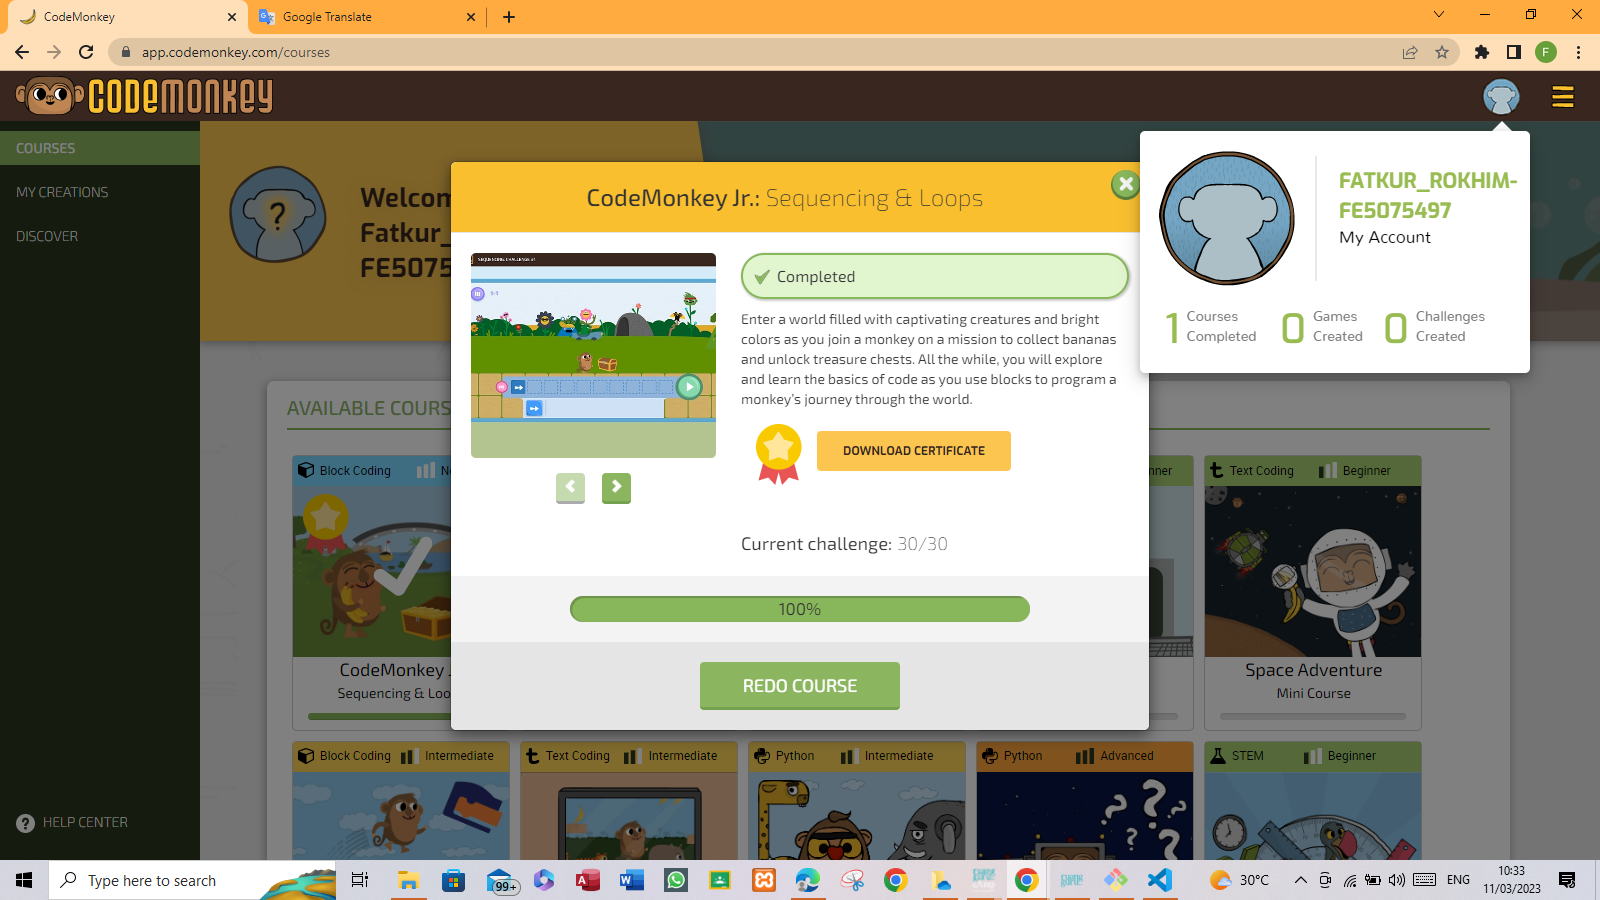 CodeMonkey
Google Translate
app.codemonkey.com/courses
F
CODEMONKEY
COURSES
MY CREATIONS
DISCOVER
HELP CENTER
?
Welcom
Fatkur_
FE5075
FATKUR_ROKHIM-
FE5075497
My Account
1 Courses Completed
0 Games Created
0 Challenges Created
CodeMonkey Jr.: Sequencing & Loops
Completed
Enter a world filled with captivating creatures and bright
colors as you join a monkey on a mission to collect bananas
and unlock treasure chests. All the while, you will explore
and learn the basics of code as you use blocks to program a
monkey's journey through the world.
DOWNLOAD CERTIFICATE
Current challenge: 30/30
100%
REDO COURSE
AVAILABLE COURS
Block Coding
Text Coding Beginner
CodeMonkey J
Sequencing & Loo
Space Adventure
Mini Course
Block Coding Intermediate
Text Coding Intermediate
Python Intermediate
Python Advanced
STEM Beginner
Type here to search
99+
30°C
ENG
10:33
11/03/2023